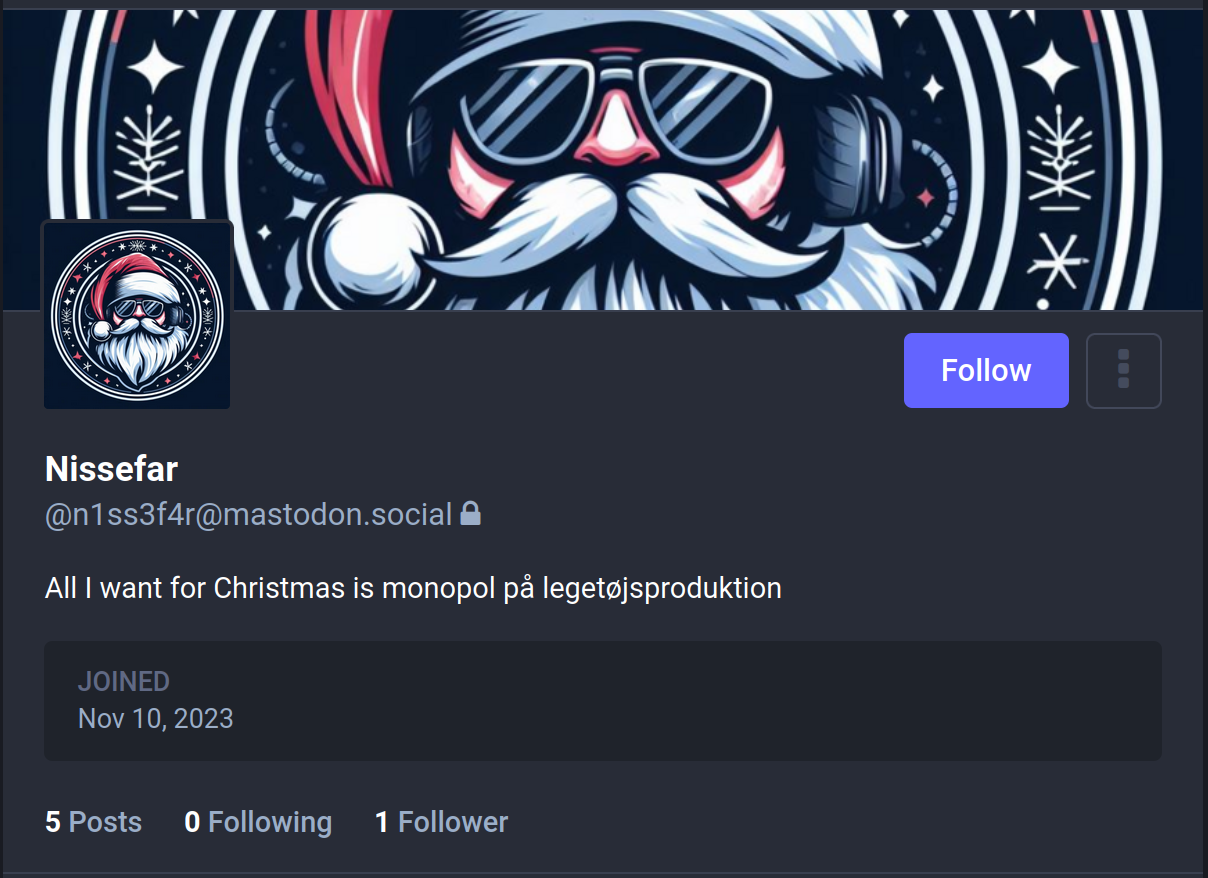 Follow
Nissefar
@n1ss3f4r@mastodon.social
All I want for Christmas is monopol på legetøjsproduktion
JOINED
Nov 10, 2023
5 Posts 0 Following 1 Follower